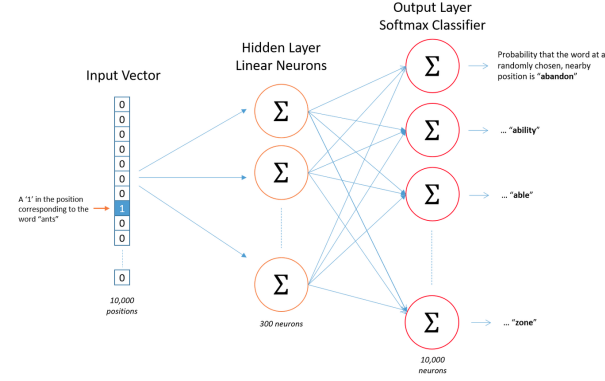 Output Layer
Softmax Classifier
Hidden Layer
Linear Neurons
Input Vector
0
0
0
0
0
0
0
1
0
0
0
A ‘1’ in the position
corresponding to the
word “ants”
10,000
positions
Σ
Σ
Σ
300 neurons
Σ
Σ
Σ
Σ
10,000
neurons
Probability that the word at a
randomly chosen, nearby
position is “abandon”
... “ability”
... “able”
... “zone”